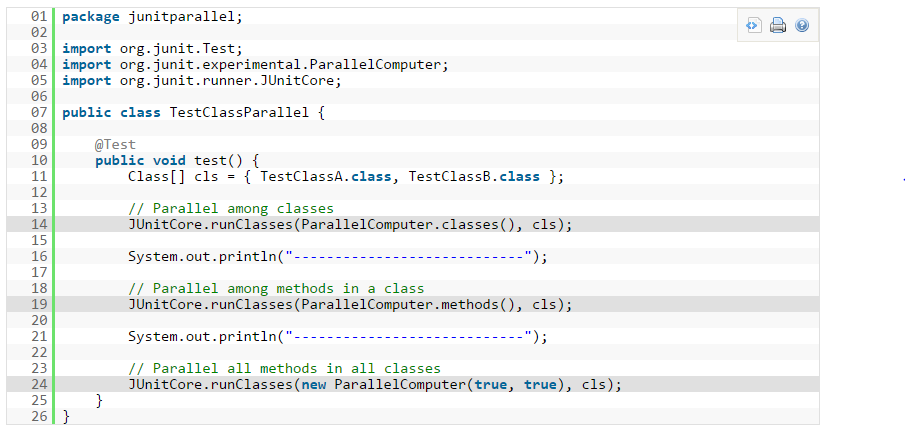 01 package junitparallel;
02
03 import org.junit.Test;
04 import org.junit.experimental.ParallelComputer;
05 import org.junit.runner.JUnitCore;
06
07 public class TestClassParallel {
08
09     @Test
10     public void test() {
11         Class[] cls = { TestClassA.class, TestClassB.class };
12
13         // Parallel among classes
14         JUnitCore.runClasses(ParallelComputer.classes(), cls);
15
16         System.out.println("----------------------------");
17
18         // Parallel among methods in a class
19         JUnitCore.runClasses(ParallelComputer.methods(), cls);
20
21         System.out.println("----------------------------");
22
23         // Parallel all methods in all classes
24         JUnitCore.runClasses(new ParallelComputer(true, true), cls);
25     }
26 }